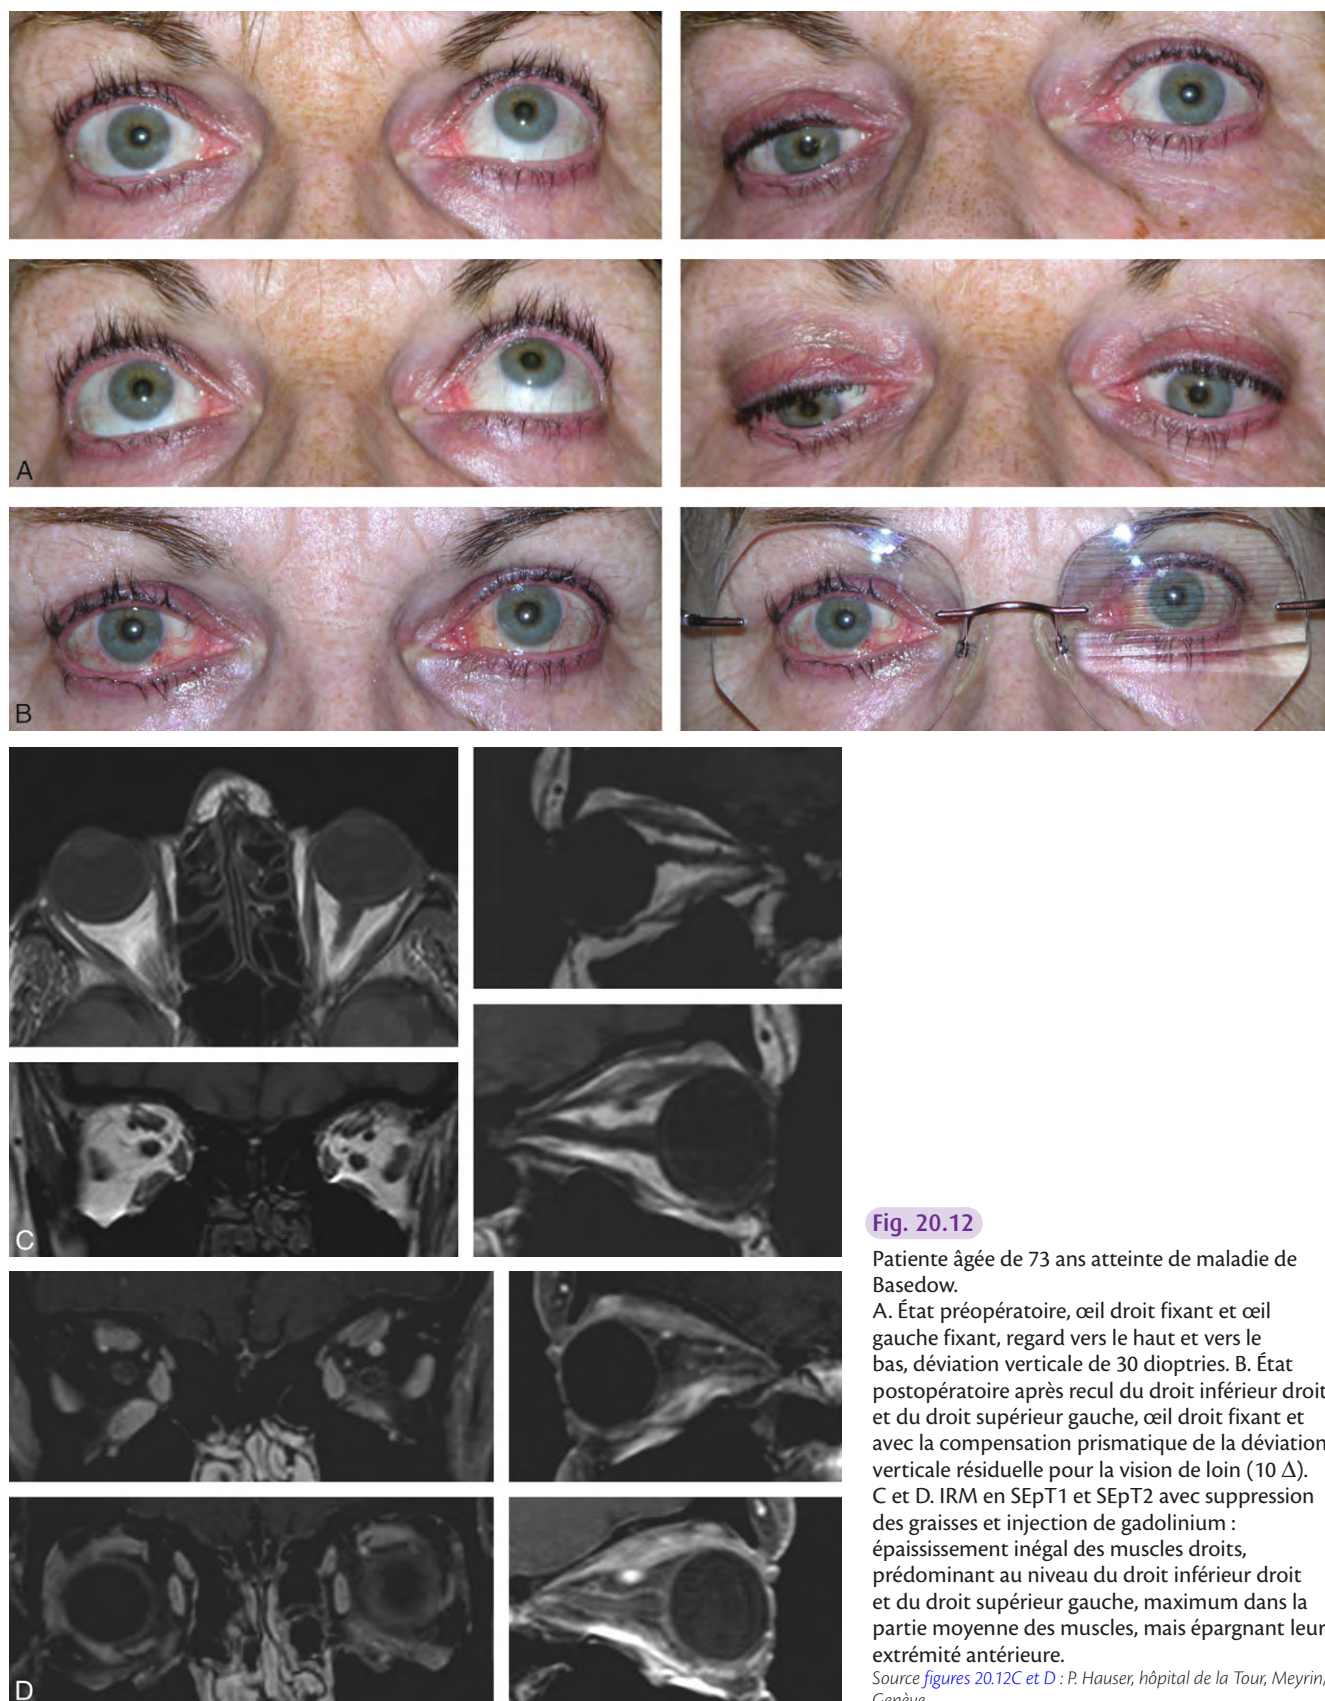 A
B
C
D
Fig. 20.12
Patiente âgée de 73 ans atteinte de maladie de
Basedow.
A. État préopératoire, œil droit fixant et œil
gauche fixant, regard vers le haut et vers le
bas, déviation verticale de 30 dioptries. B. État
postopératoire après recul du droit inférieur droit
et du droit supérieur gauche, œil droit fixant et
avec la compensation prismatique de la déviation
verticale résiduelle pour la vision de loin (10 Δ).
C et D. IRM en SEpT1 et SEpT2 avec suppression
des graisses et injection de gadolinium :
épaississement inégal des muscles droits,
prédominant au niveau du droit inférieur droit
et du droit supérieur gauche, maximum dans la
partie moyenne des muscles, mais épargnant leur
extrémité antérieure.
Source figures 20.12C et D : P. Hauser, hôpital de la Tour, Meyrin,
Genève